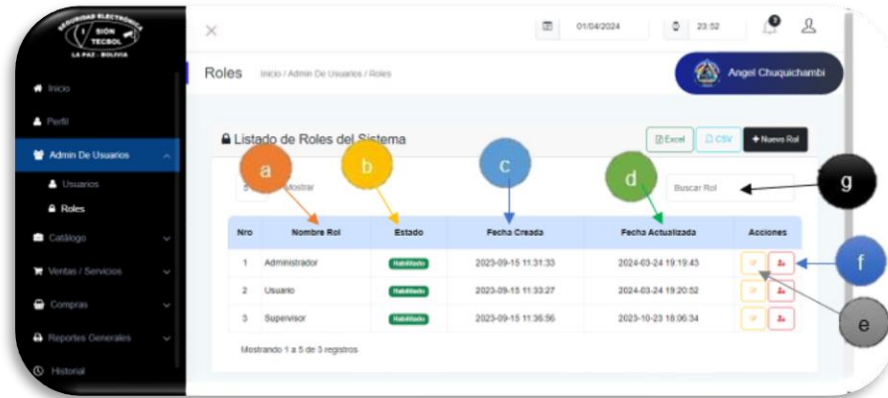 SEGURIDAD ELECTRÓNICA
SIÓN
TECBOL
LA PAZ - BOLIVIA
01/04/2024
23:52
Roles
Inicio / Admin De Usuarios / Roles
Angel Chuquichambi
Inicio
Perfil
Admin De Usuarios
Usuarios
Roles
Catálogo
Ventas / Servicios
Compras
Reportes Generales
Historial
Listado de Roles del Sistema
Excel
CSV
+ Nuevo Rol
a
b
c
d
g
5
Mostrar
Buscar Rol
Nro Nombre Rol Estado Fecha Creada Fecha Actualizada Acciones
1 Administrador Habilitado 2023-09-15 11:31:33 2024-03-24 19:19:43
f
2 Usuario Habilitado 2023-09-15 11:33:27 2024-03-24 19:20:52
e
3 Supervisor Habilitado 2023-09-15 11:36:56 2023-10-23 18:06:34
Mostrando 1 a 5 de 3 registros